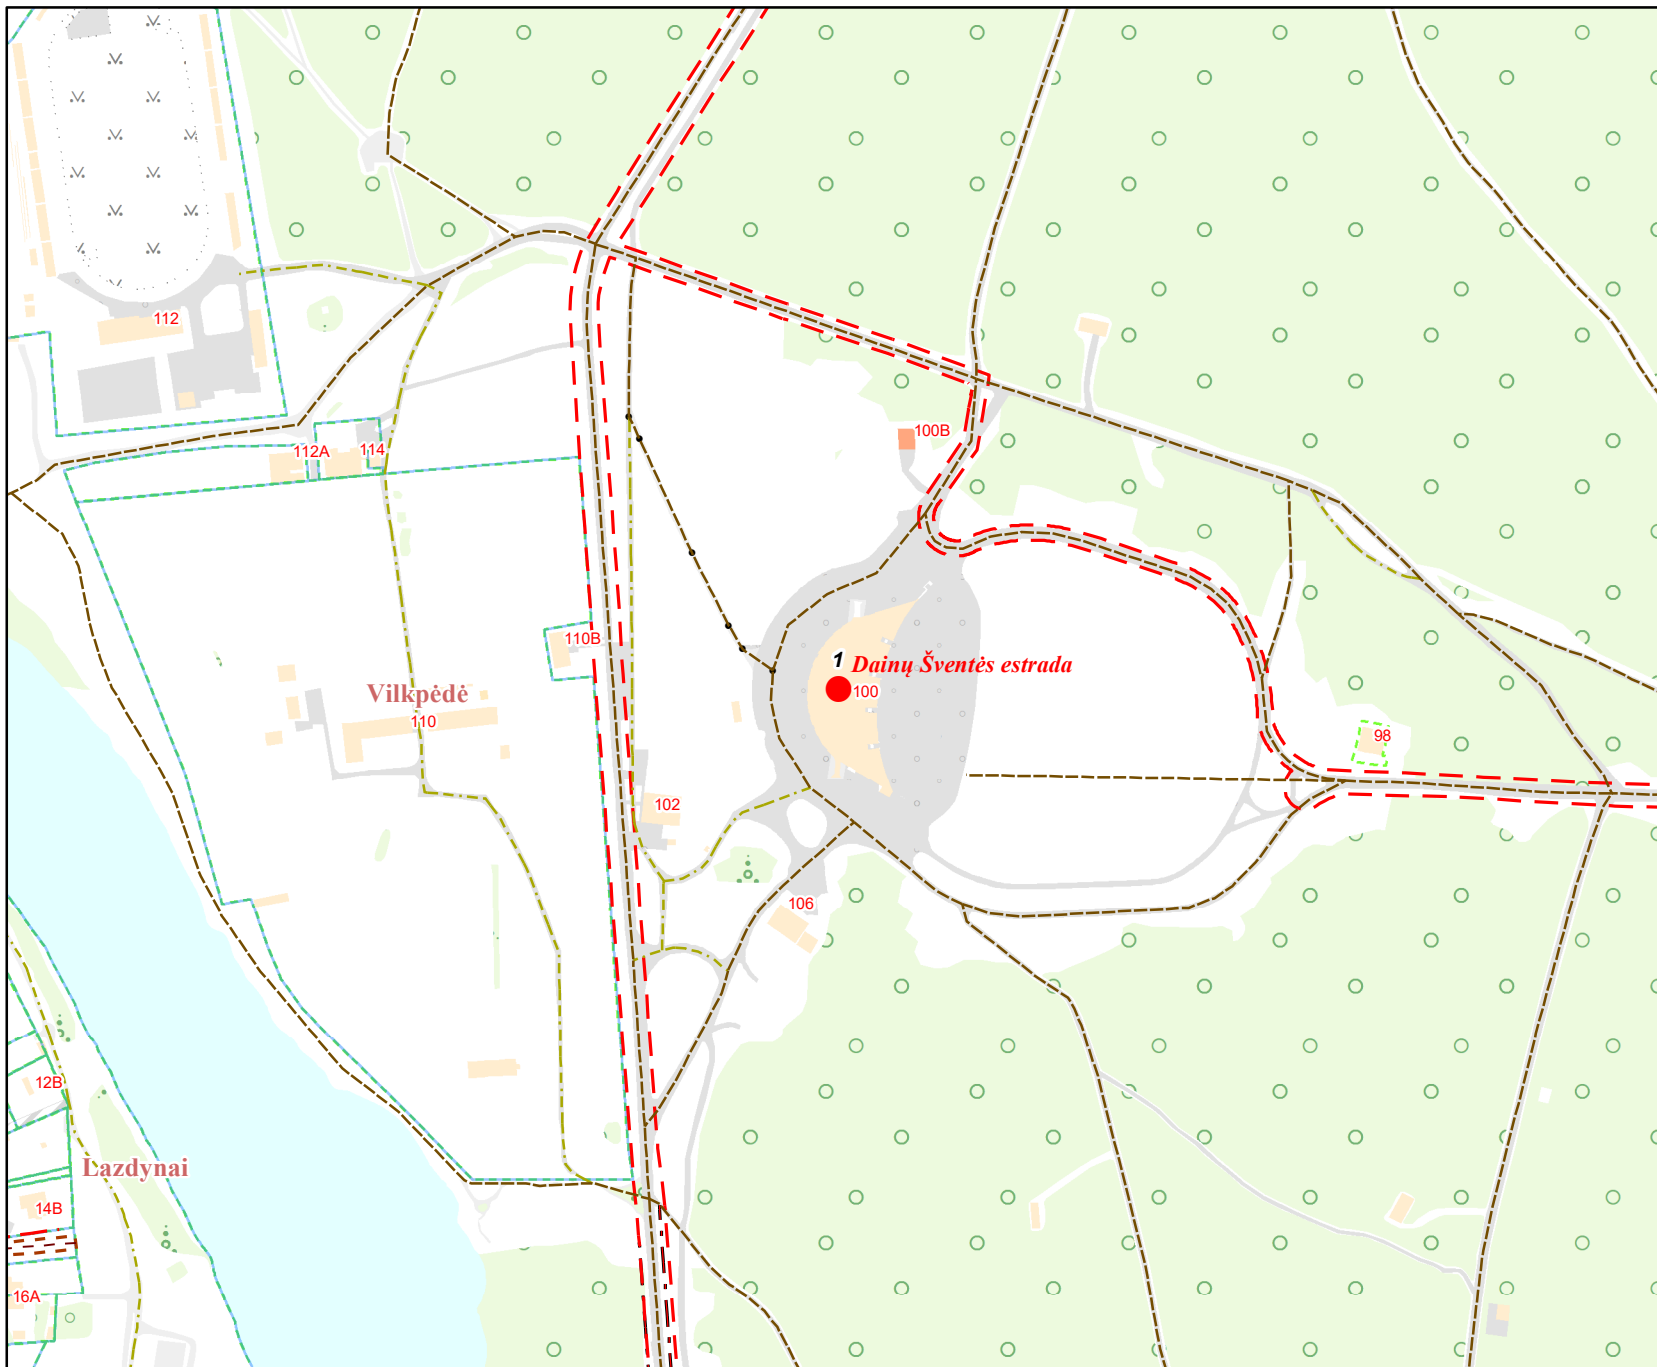 112
112A
114
100B
110B
1
Dainų Šventės estrada
100
Vilkpėdė
110
98
102
106
12B
Lazdynai
14B
16A